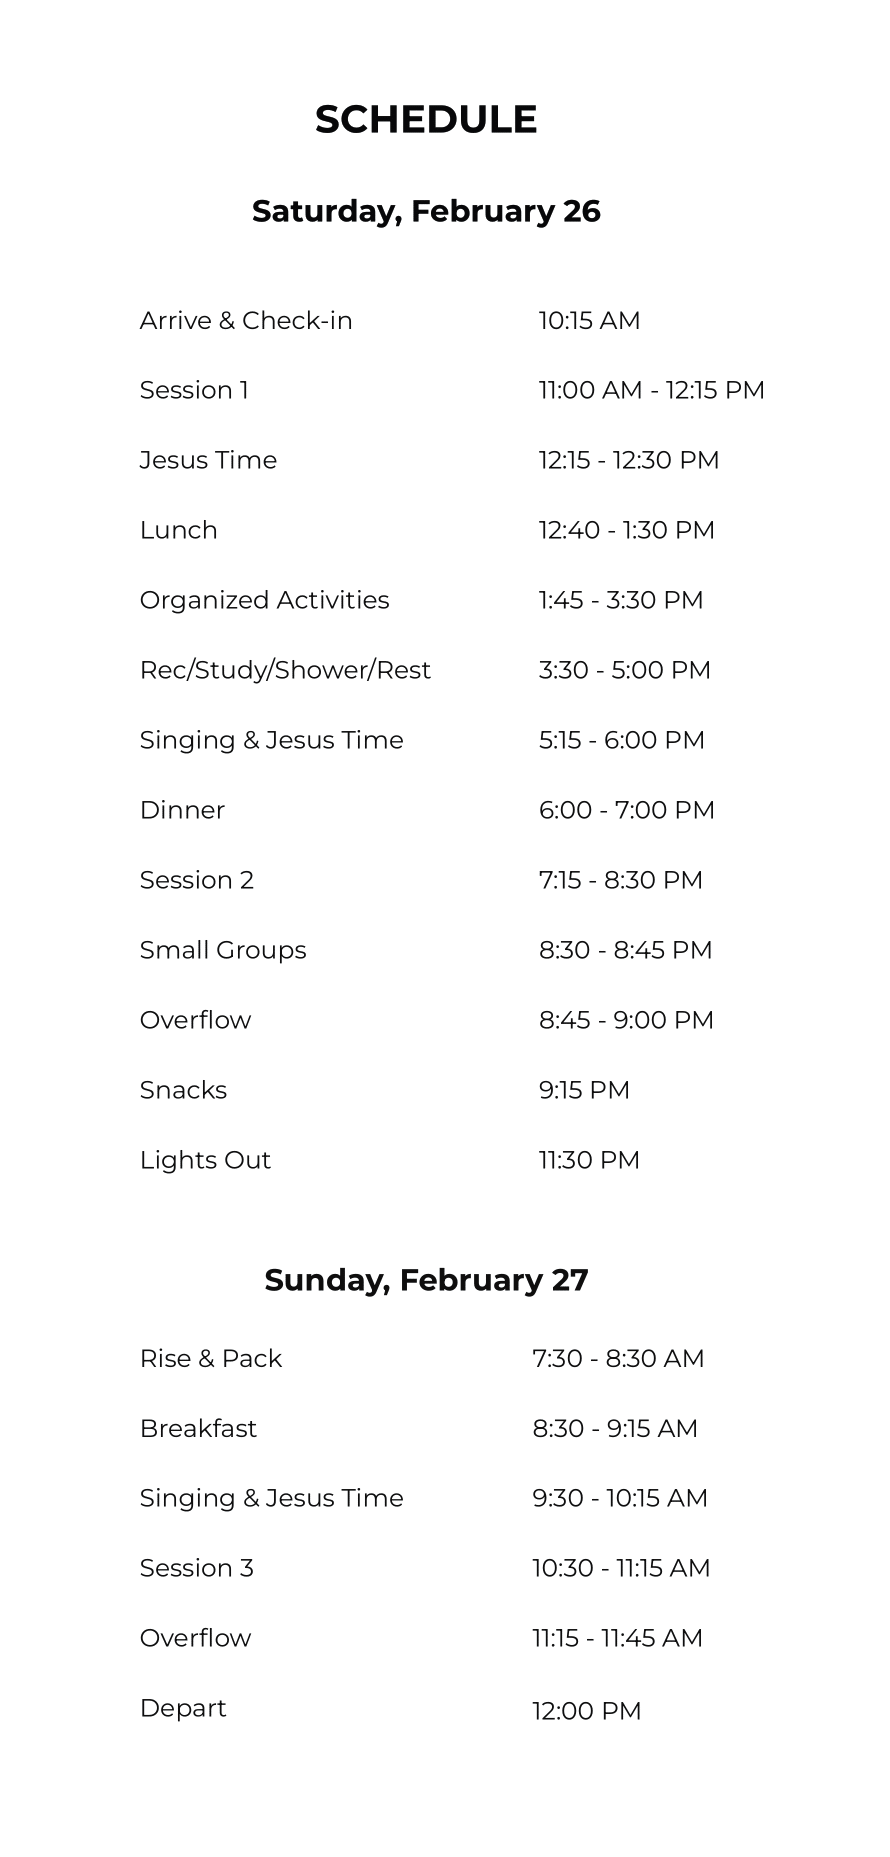 SCHEDULE
Saturday, February 26
Arrive & Check-in 10:15 AM
Session 1 11:00 AM - 12:15 PM
Jesus Time 12:15 - 12:30 PM
Lunch 12:40 - 1:30 PM
Organized Activities 1:45 - 3:30 PM
Rec/Study/Shower/Rest 3:30 - 5:00 PM
Singing & Jesus Time 5:15 - 6:00 PM
Dinner 6:00 - 7:00 PM
Session 2 7:15 - 8:30 PM
Small Groups 8:30 - 8:45 PM
Overflow 8:45 - 9:00 PM
Snacks 9:15 PM
Lights Out 11:30 PM
Sunday, February 27
Rise & Pack 7:30 - 8:30 AM
Breakfast 8:30 - 9:15 AM
Singing & Jesus Time 9:30 - 10:15 AM
Session 3 10:30 - 11:15 AM
Overflow 11:15 - 11:45 AM
Depart 12:00 PM